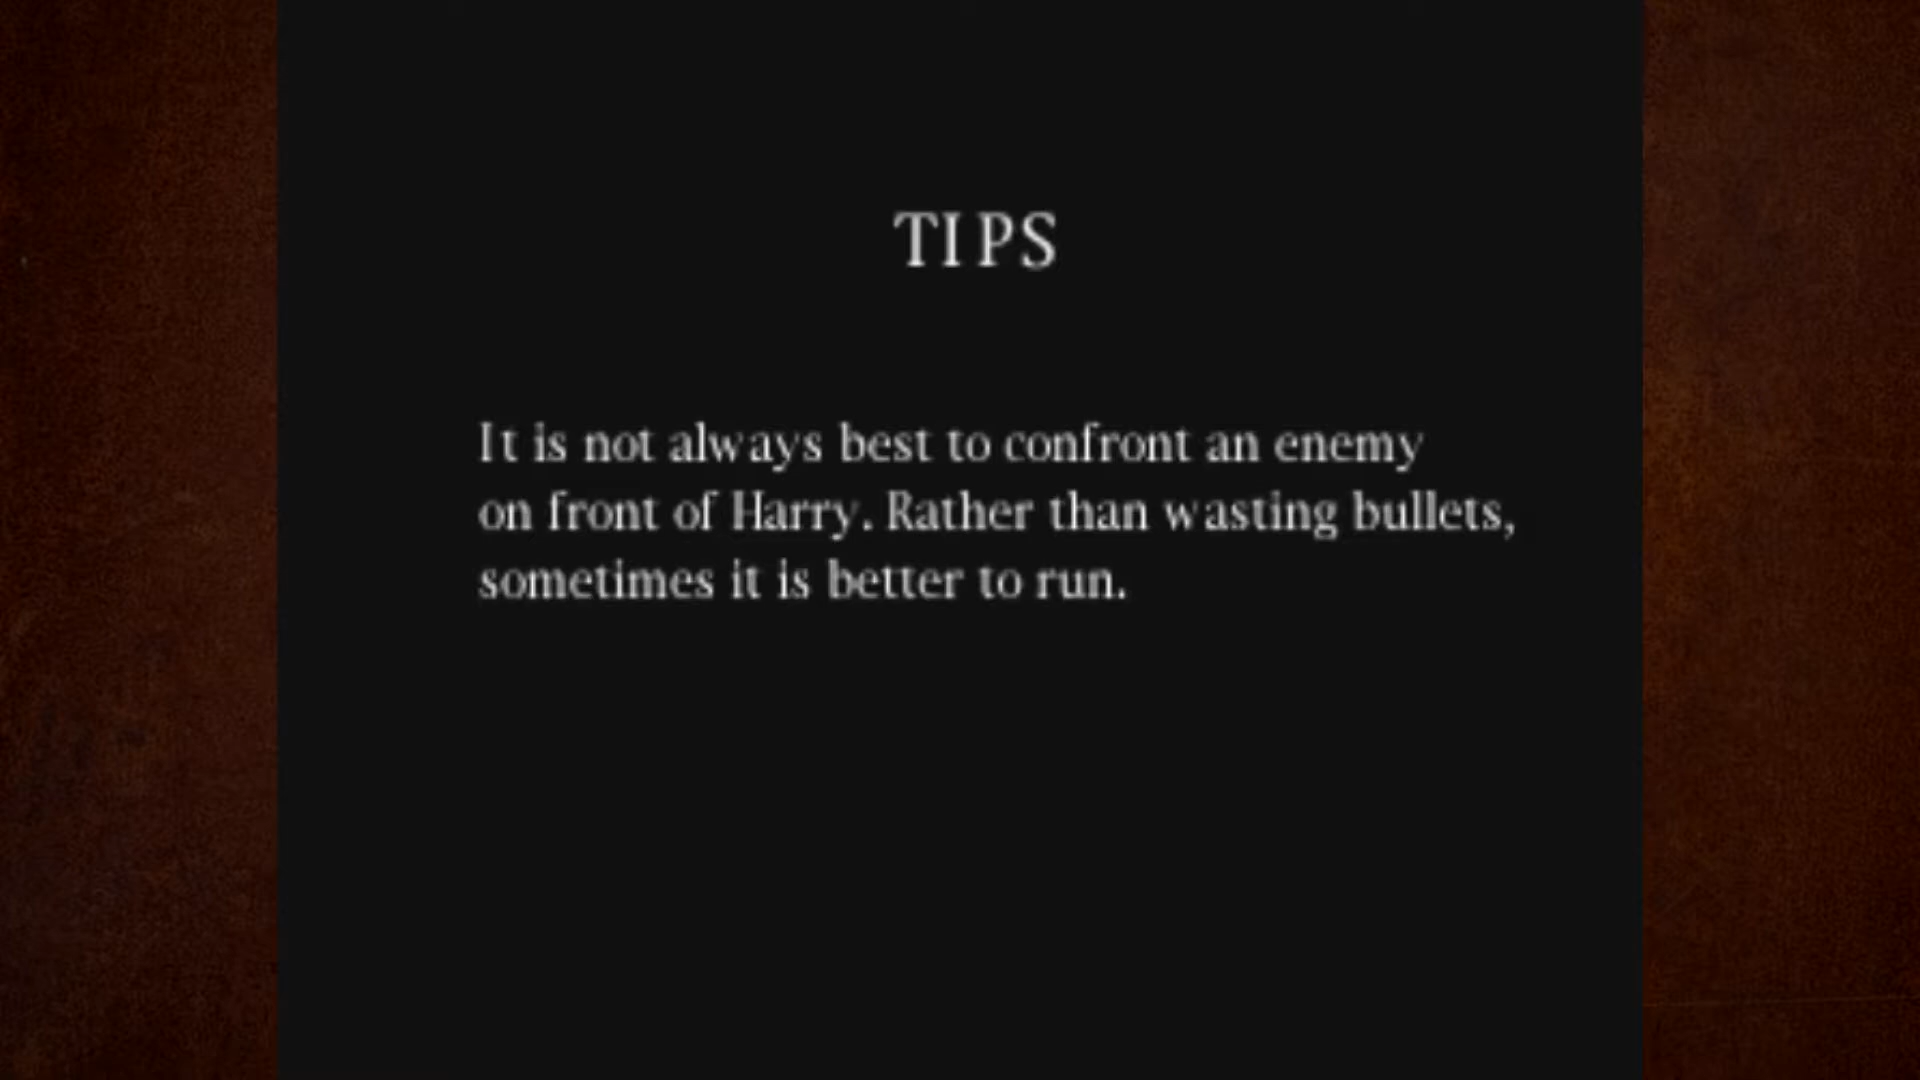 TIPS
It is not always best to confront an enemy
on front of Harry. Rather than wasting bullets,
sometimes it is better to run.